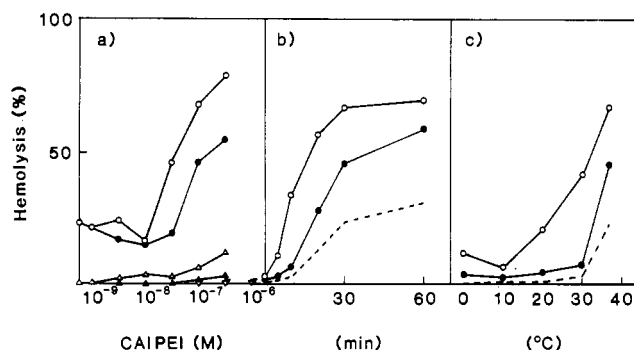 100
a) b) c)
Hemolysis (%)
50
10⁻⁹ 10⁻⁸ 10⁻⁷ 10⁻⁶ 30 60 0 10 20 30 40
CAIPEI (M) (min) (°C)